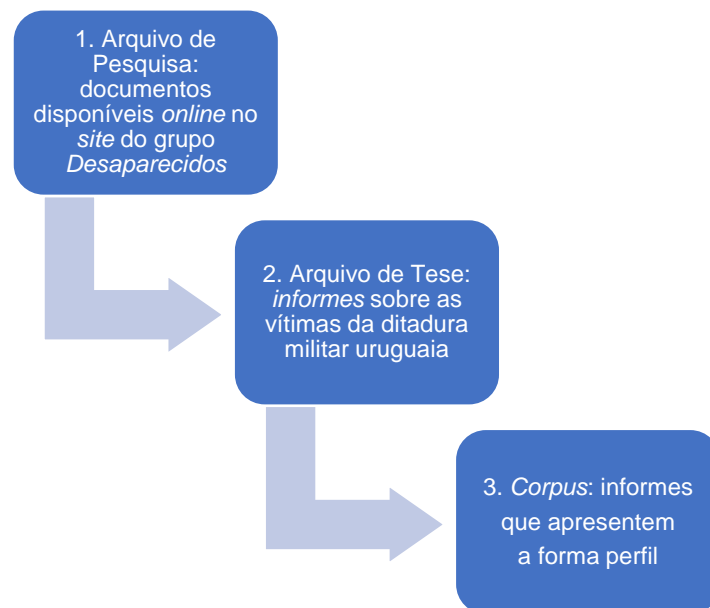 1. Arquivo de
Pesquisa:
documentos
disponíveis online no
site do grupo
Desaparecidos
2. Arquivo de Tese:
informes sobre as
vítimas da ditadura
militar uruguaia
3. Corpus: informes
que apresentem
a forma perfil